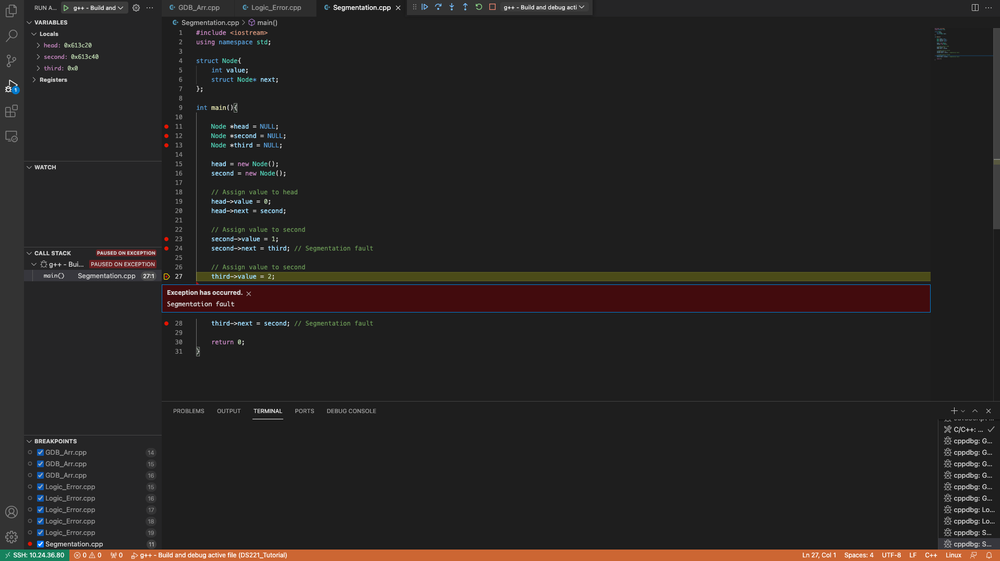 RUN A... g++ - Build and
GDB_Arr.cpp Logic_Error.cpp Segmentation.cpp g++ - Build and debug acti
VARIABLES
Locals
head: 0x613c20
second: 0x613c40
third: 0x0
Registers
WATCH
CALL STACK PAUSED ON EXCEPTION
g++ - Bui... PAUSED ON EXCEPTION
main() Segmentation.cpp 27:1
BREAKPOINTS
GDB_Arr.cpp 14
GDB_Arr.cpp 15
GDB_Arr.cpp 16
Logic_Error.cpp 15
Logic_Error.cpp 16
Logic_Error.cpp 17
Logic_Error.cpp 18
Logic_Error.cpp 19
Segmentation.cpp 11
1
Segmentation.cpp > main()
1 #include <iostream>
2 using namespace std;
3
4 struct Node{
5 int value;
6 struct Node* next;
7 };
8
9 int main(){
10
11 Node *head = NULL;
12 Node *second = NULL;
13 Node *third = NULL;
14
15 head = new Node();
16 second = new Node();
17
18 // Assign value to head
19 head->value = 0;
20 head->next = second;
21
22 // Assign value to second
23 second->value = 1;
24 second->next = third; // Segmentation fault
25
26 // Assign value to second
27 third->value = 2;
Exception has occurred.
Segmentation fault
28 third->next = second; // Segmentation fault
29
30 return 0;
31 }
PROBLEMS OUTPUT TERMINAL PORTS DEBUG CONSOLE
JavaScript ...
C/C++: ...
cppdbg: G...
cppdbg: G...
cppdbg: G...
cppdbg: G...
cppdbg: G...
cppdbg: G...
cppdbg: Lo...
cppdbg: Lo...
cppdbg: S...
cppdbg: S...
SSH: 10.24.36.80 0 0 0 g++ - Build and debug active file (DS221_Tutorial) Ln 27, Col 1 Spaces: 4 UTF-8 LF C++ Linux